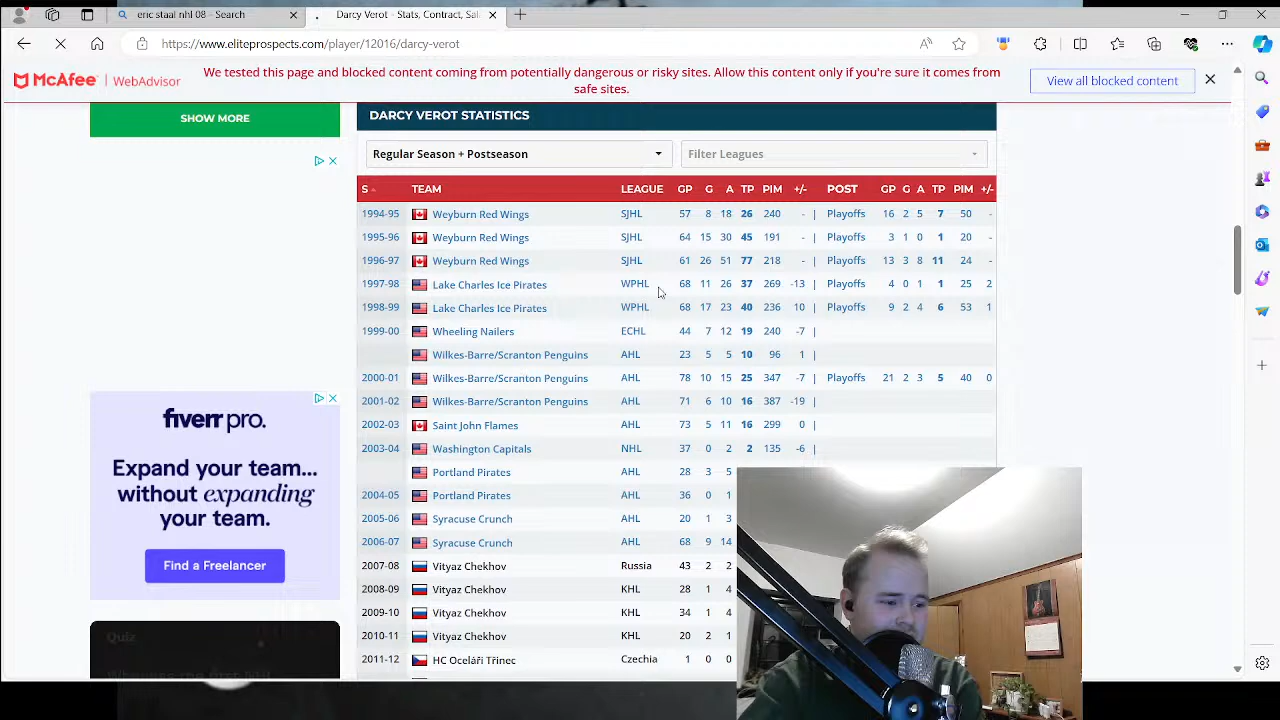 eric staal nhl 08 – Search
Darcy Verot - Stats, Contract, Sal
https://www.eliteprospects.com/player/12016/darcy-verot
McAfee | WebAdvisor
We tested this page and blocked content coming from potentially dangerous or risky sites. Allow this content only if you're sure it comes from
safe sites.
View all blocked content
SHOW MORE
DARCY VEROT STATISTICS
Regular Season + Postseason
Filter Leagues
S TEAM LEAGUE GP G A TP PIM +/- POST GP G A TP PIM +/-
1994-95 Weyburn Red Wings SJHL 57 8 18 26 240 - | Playoffs 16 2 5 7 50 -
1995-96 Weyburn Red Wings SJHL 64 15 30 45 191 - | Playoffs 3 1 0 1 20 -
1996-97 Weyburn Red Wings SJHL 61 26 51 77 218 - | Playoffs 13 3 8 11 24 -
1997-98 Lake Charles Ice Pirates WPHL 68 11 26 37 269 -13 | Playoffs 4 0 1 1 25 2
1998-99 Lake Charles Ice Pirates WPHL 68 17 23 40 236 10 | Playoffs 9 2 4 6 53 1
1999-00 Wheeling Nailers ECHL 44 7 12 19 240 -7 |
Wilkes-Barre/Scranton Penguins AHL 23 5 5 10 96 1 |
2000-01 Wilkes-Barre/Scranton Penguins AHL 78 10 15 25 347 -7 | Playoffs 21 2 3 5 40 0
2001-02 Wilkes-Barre/Scranton Penguins AHL 71 6 10 16 387 -19 |
2002-03 Saint John Flames AHL 73 5 11 16 299 0 |
2003-04 Washington Capitals NHL 37 0 2 2 135 -6 |
Portland Pirates AHL 28 3 5
2004-05 Portland Pirates AHL 36 0 1
2005-06 Syracuse Crunch AHL 20 1 3
2006-07 Syracuse Crunch AHL 68 9 14
2007-08 Vityaz Chekhov Russia 43 2 2
2008-09 Vityaz Chekhov KHL 28 1 4
2009-10 Vityaz Chekhov KHL 34 1 4
2010-11 Vityaz Chekhov KHL 20 2 1
2011-12 HC Oceláři Třinec Czechia 1 0 0
fiverr pro.
Expand your team...
without expanding
your team.
Find a Freelancer
Quiz